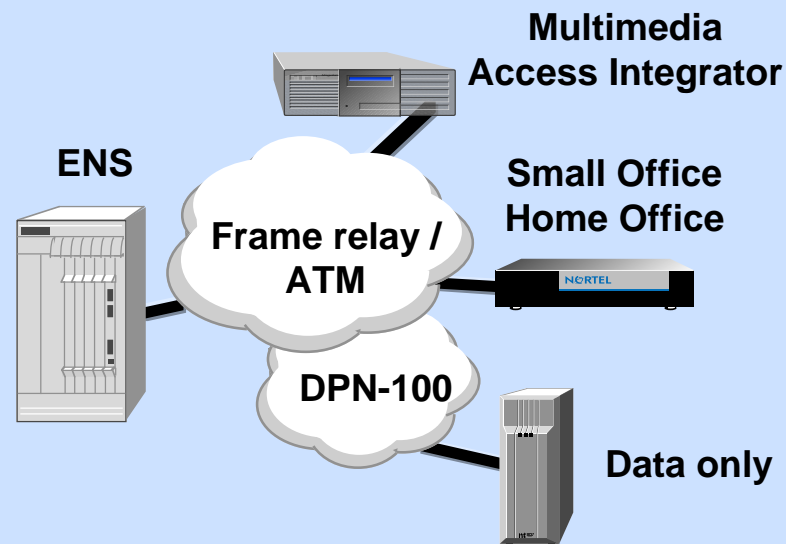 Multimedia
Access Integrator
ENS
Small Office
Home Office
Frame relay /
ATM
NORTEL
DPN-100
Data only